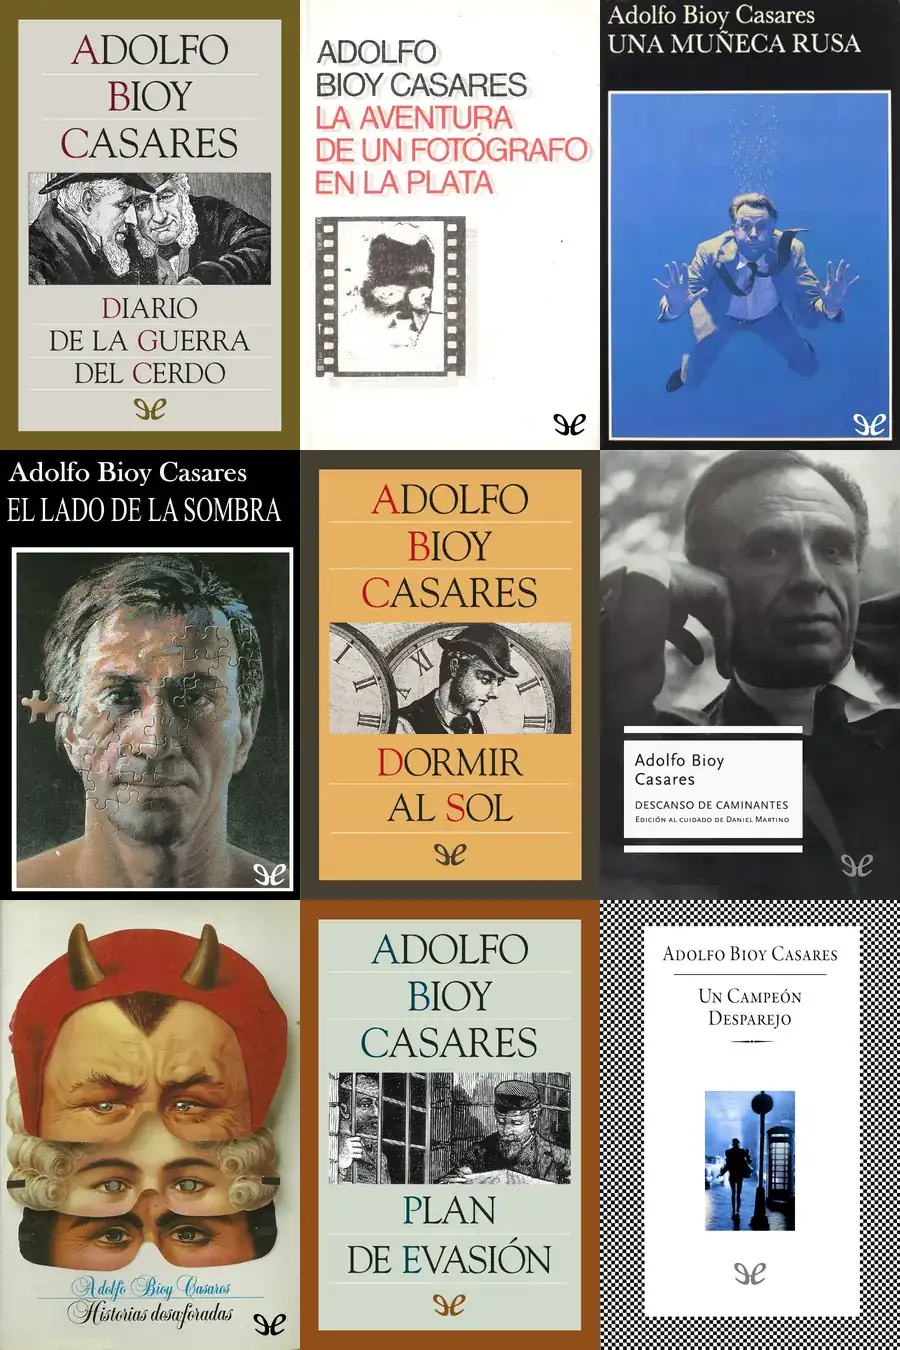 ADOLFO
BIOY
CASARES
DIARIO
DE LA GUERRA
DEL CERDO
ADOLFO
BIOY CASARES
LA AVENTURA
DE UN FOTÓGRAFO
EN LA PLATA
Adolfo Bioy Casares
UNA MUÑECA RUSA
Adolfo Bioy Casares
EL LADO DE LA SOMBRA
ADOLFO
BIOY
CASARES
DORMIR
AL SOL
Adolfo Bioy
Casares
DESCANSO DE CAMINANTES
EDICIÓN AL CUIDADO DE DANIEL MARTINO
Adolfo Bioy Casares
Historias desaforadas
ADOLFO
BIOY
CASARES
PLAN
DE EVASIÓN
ADOLFO BIOY CASARES
UN CAMPEÓN
DESPAREJO